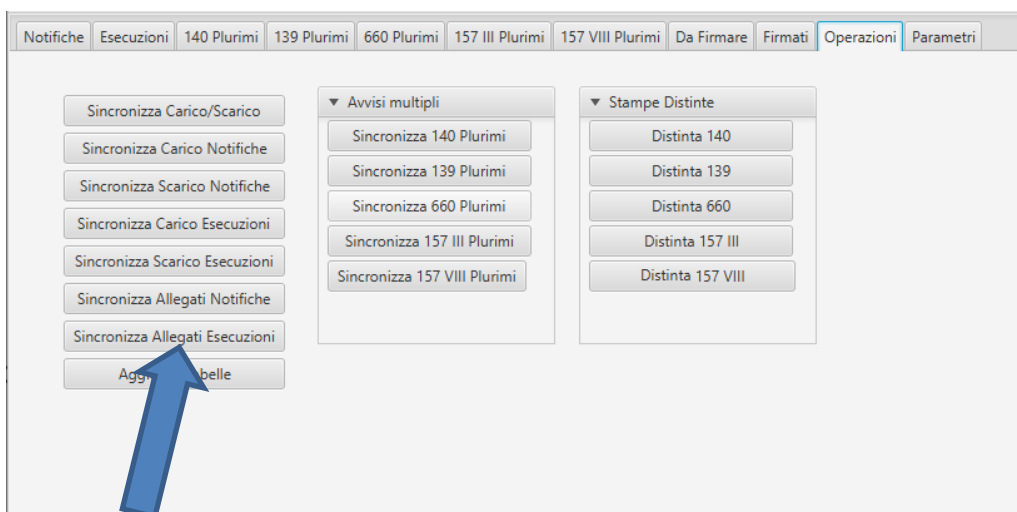 Notifiche Esecuzioni 140 Plurimi 139 Plurimi 660 Plurimi 157 III Plurimi 157 VIII Plurimi Da Firmare Firmati Operazioni Parametri
Sincronizza Carico/Scarico
Sincronizza Carico Notifiche
Sincronizza Scarico Notifiche
Sincronizza Carico Esecuzioni
Sincronizza Scarico Esecuzioni
Sincronizza Allegati Notifiche
Sincronizza Allegati Esecuzioni
Avvisi multipli
Sincronizza 140 Plurimi
Sincronizza 139 Plurimi
Sincronizza 660 Plurimi
Sincronizza 157 III Plurimi
Sincronizza 157 VIII Plurimi
Stampe Distinte
Distinta 140
Distinta 139
Distinta 660
Distinta 157 III
Distinta 157 VIII